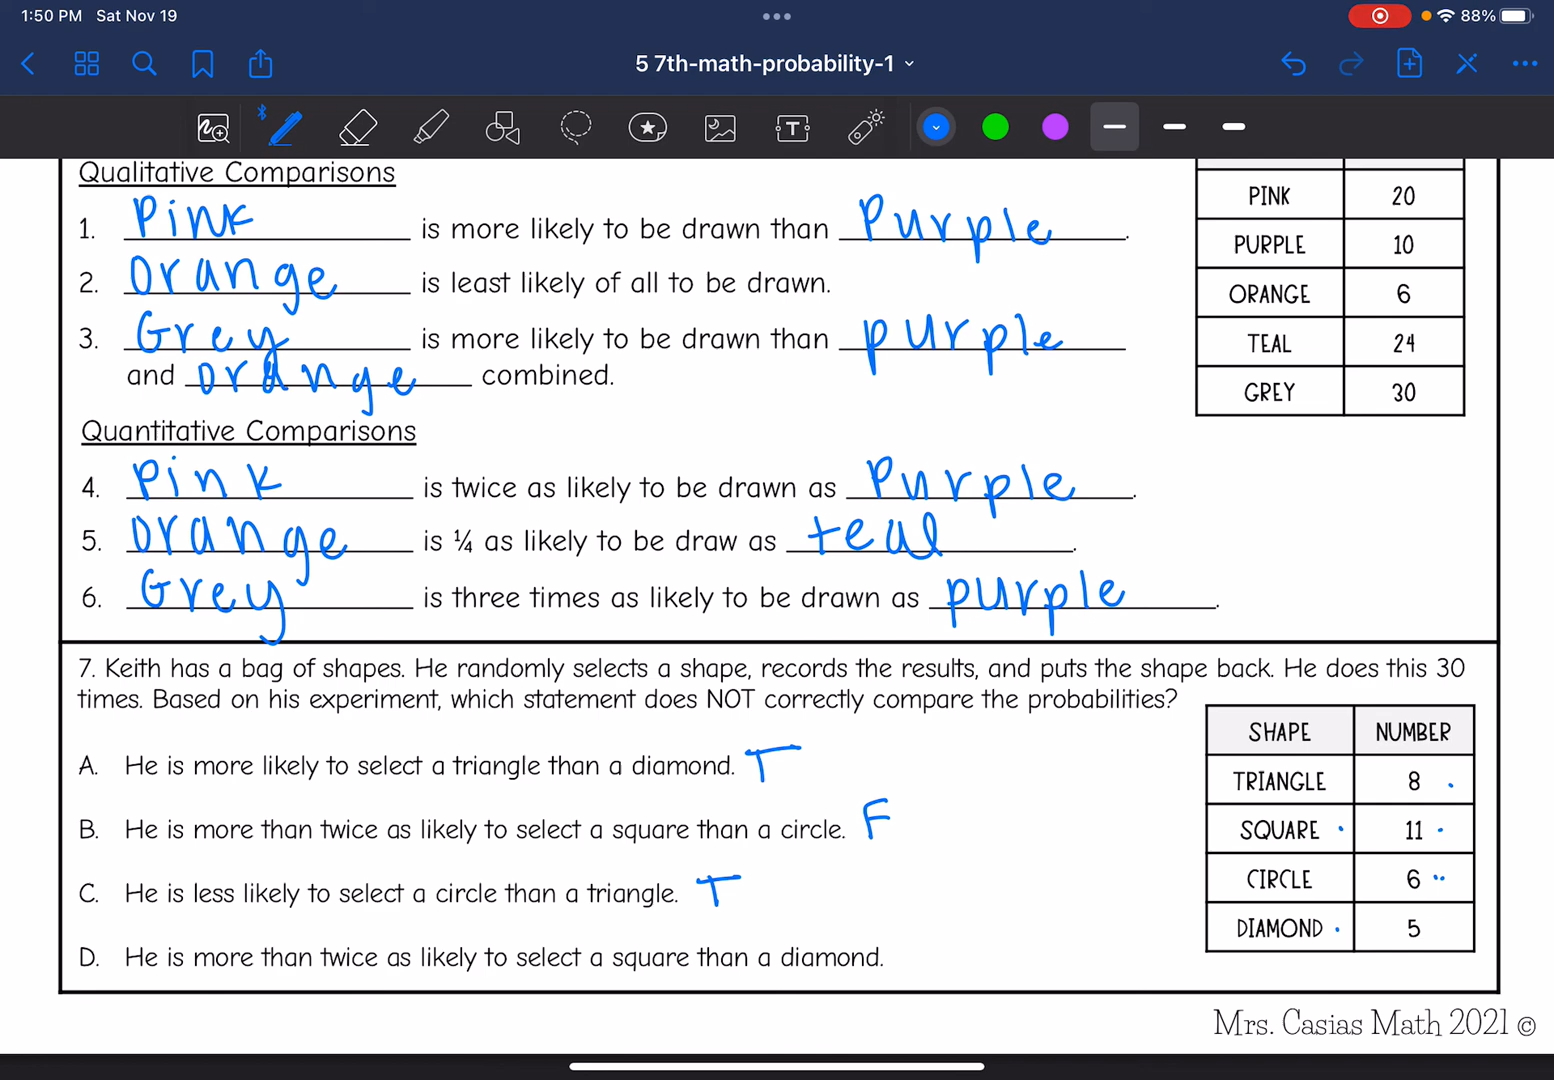 1:50 PM Sat Nov 19
88%
5 7th-math-probability-1
T
Qualitative Comparisons
1. Pink is more likely to be drawn than Purple.
2. Orange is least likely of all to be drawn.
3. Grey is more likely to be drawn than purple
and orange combined.
PINK 20
PURPLE 10
ORANGE 6
TEAL 24
GREY 30
Quantitative Comparisons
4. Pink is twice as likely to be drawn as Purple.
5. Orange is ¼ as likely to be draw as teal.
6. Grey is three times as likely to be drawn as purple.
7. Keith has a bag of shapes. He randomly selects a shape, records the results, and puts the shape back. He does this 30
times. Based on his experiment, which statement does NOT correctly compare the probabilities?
A. He is more likely to select a triangle than a diamond. T
B. He is more than twice as likely to select a square than a circle. F
C. He is less likely to select a circle than a triangle. T
D. He is more than twice as likely to select a square than a diamond.
SHAPE NUMBER
TRIANGLE 8
SQUARE 11
CIRCLE 6
DIAMOND 5
Mrs. Casias Math 2021 ©